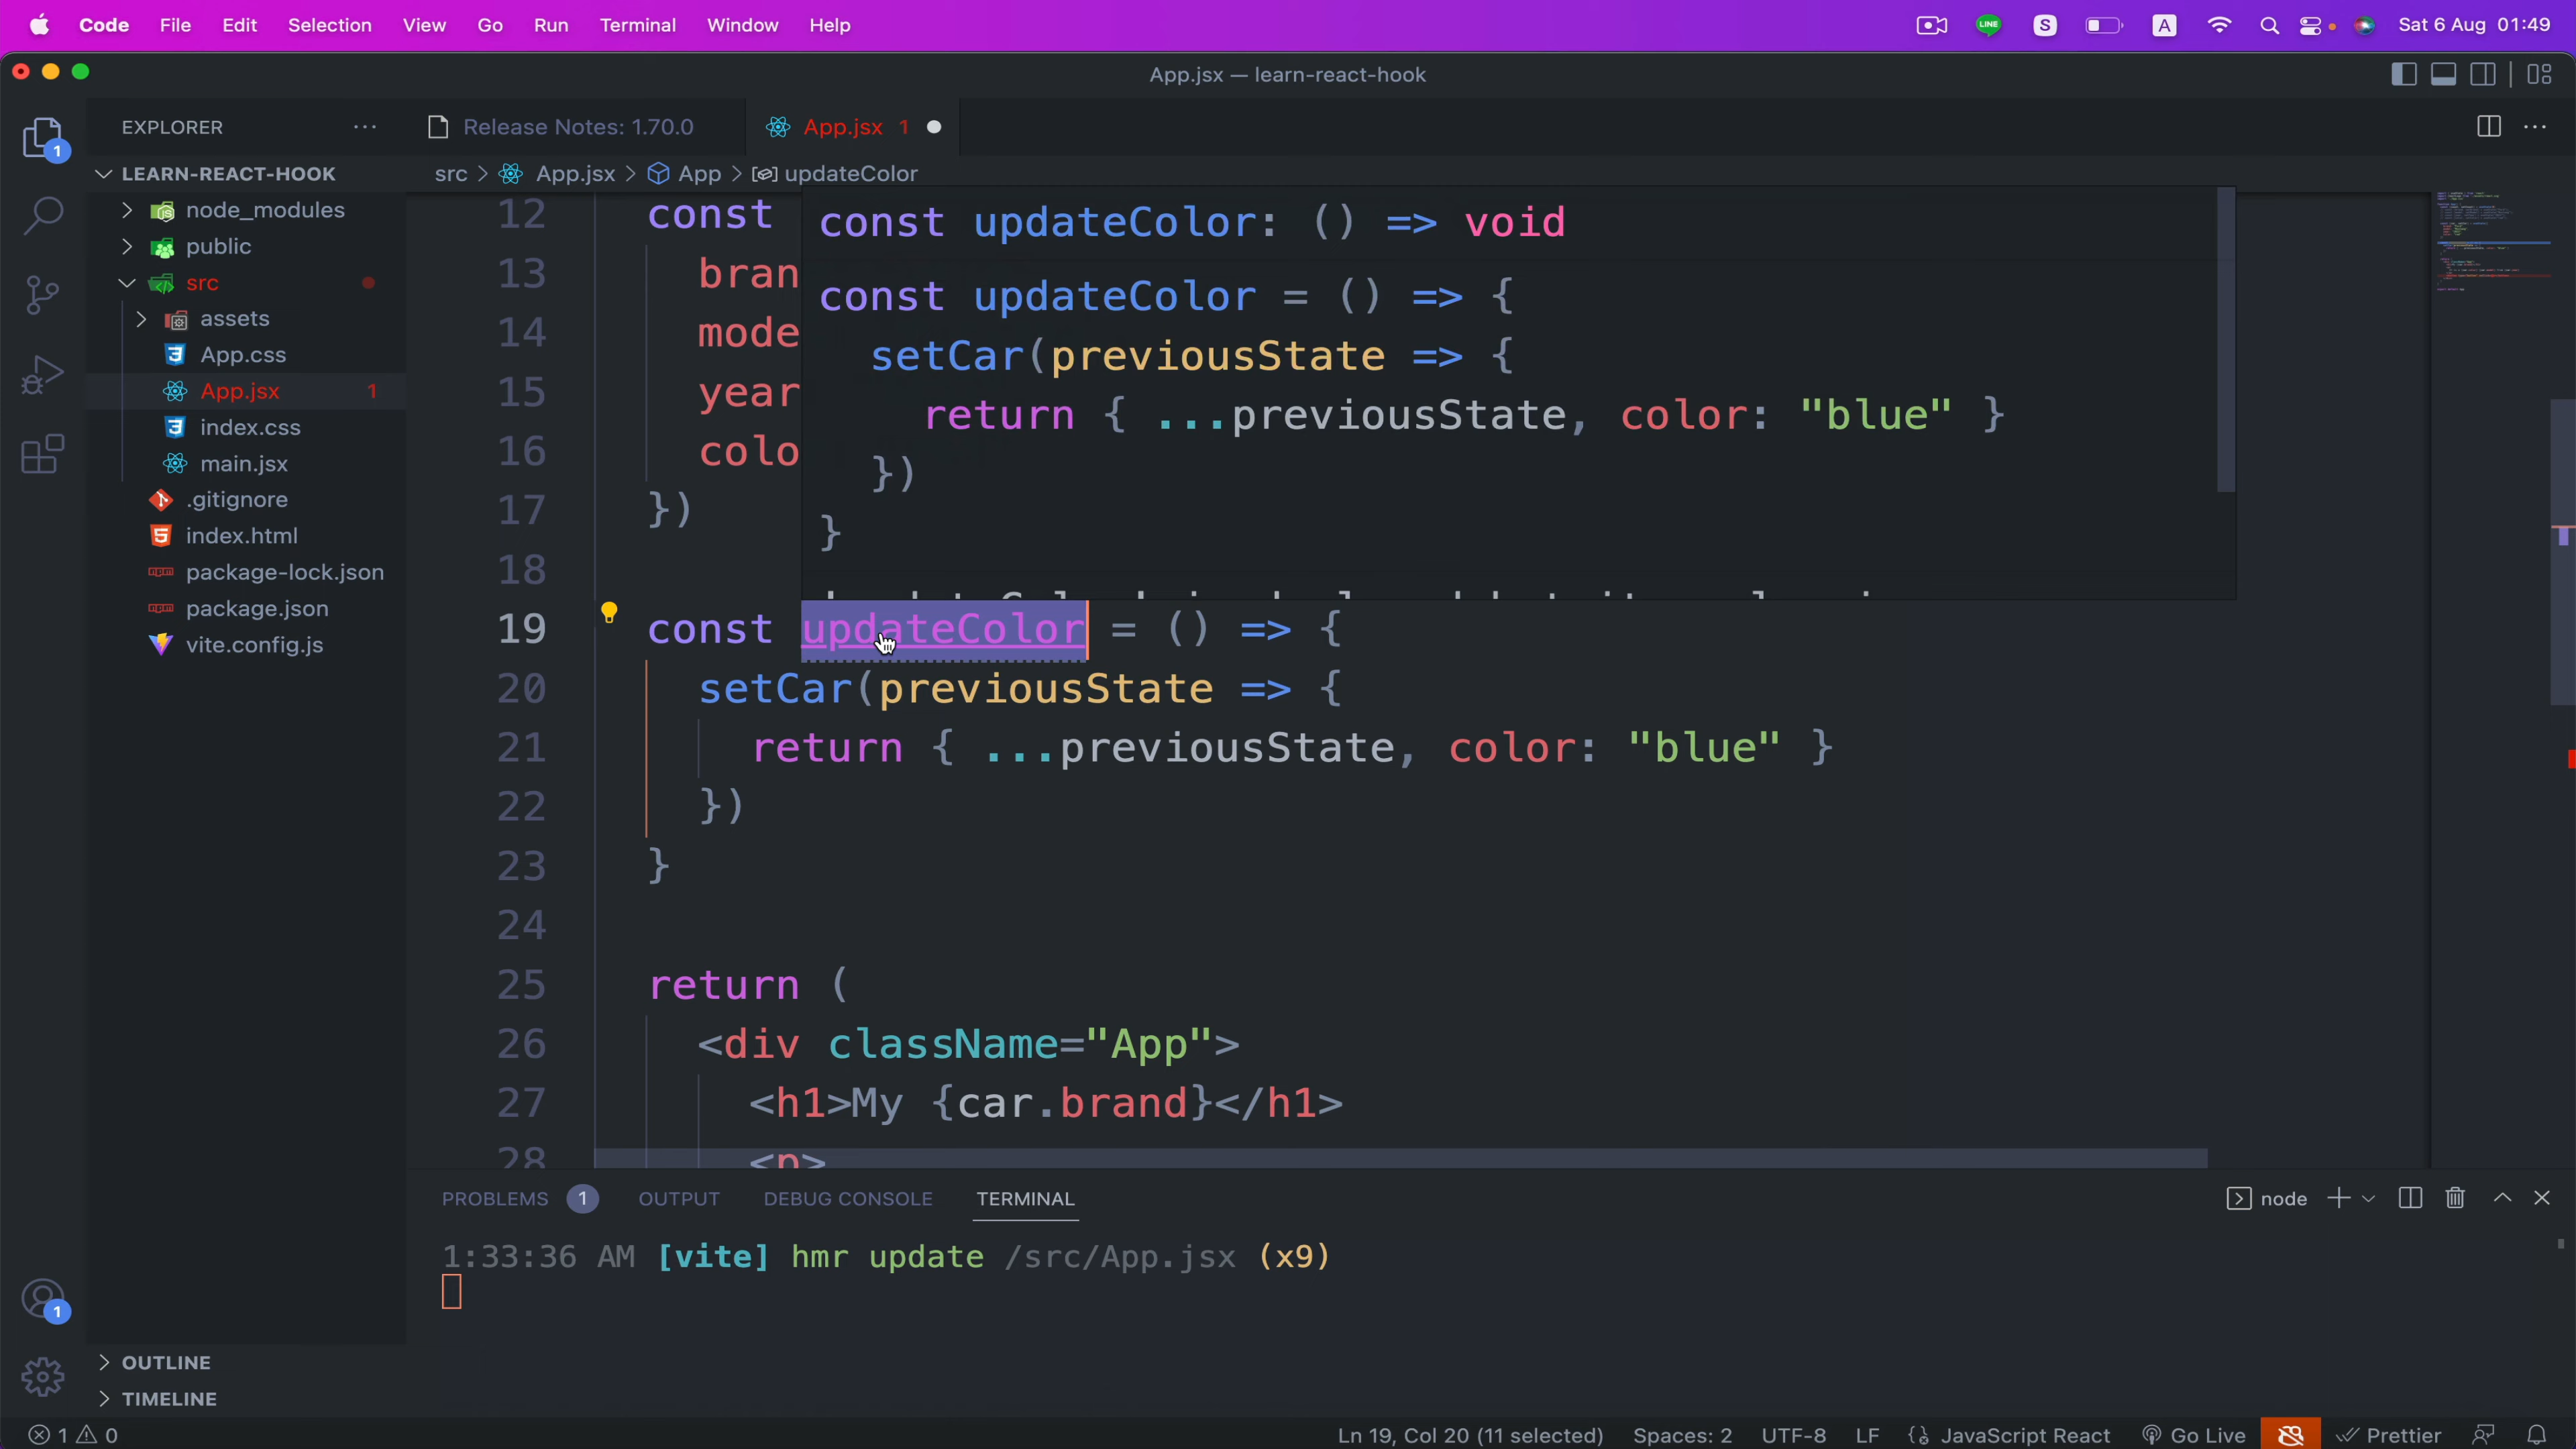 Code File Edit Selection View Go Run Terminal Window Help
LINE S A Sat 6 Aug 01:49
App.jsx — learn-react-hook
EXPLORER
Release Notes: 1.70.0
App.jsx 1
LEARN-REACT-HOOK
src > App.jsx > App > updateColor
1
node_modules
public
src
assets
App.css
App.jsx 1
index.css
main.jsx
.gitignore
index.html
package-lock.json
package.json
vite.config.js
OUTLINE
TIMELINE
1
const updateColor: () => void
const updateColor = () => {
setCar(previousState => {
return { ...previousState, color: "blue" }
})
}
12 const
13 bran
14 mode
15 year
16 colo
17 })
18
19 const updateColor = () => {
20 setCar(previousState => {
21 return { ...previousState, color: "blue" }
22 })
23 }
24
25 return (
26 <div className="App">
27 <h1>My {car.brand}</h1>
28 <p>
PROBLEMS 1 OUTPUT DEBUG CONSOLE TERMINAL
node
1:33:36 AM [vite] hmr update /src/App.jsx (x9)
1 0
Ln 19, Col 20 (11 selected) Spaces: 2 UTF-8 LF JavaScript React Go Live Prettier